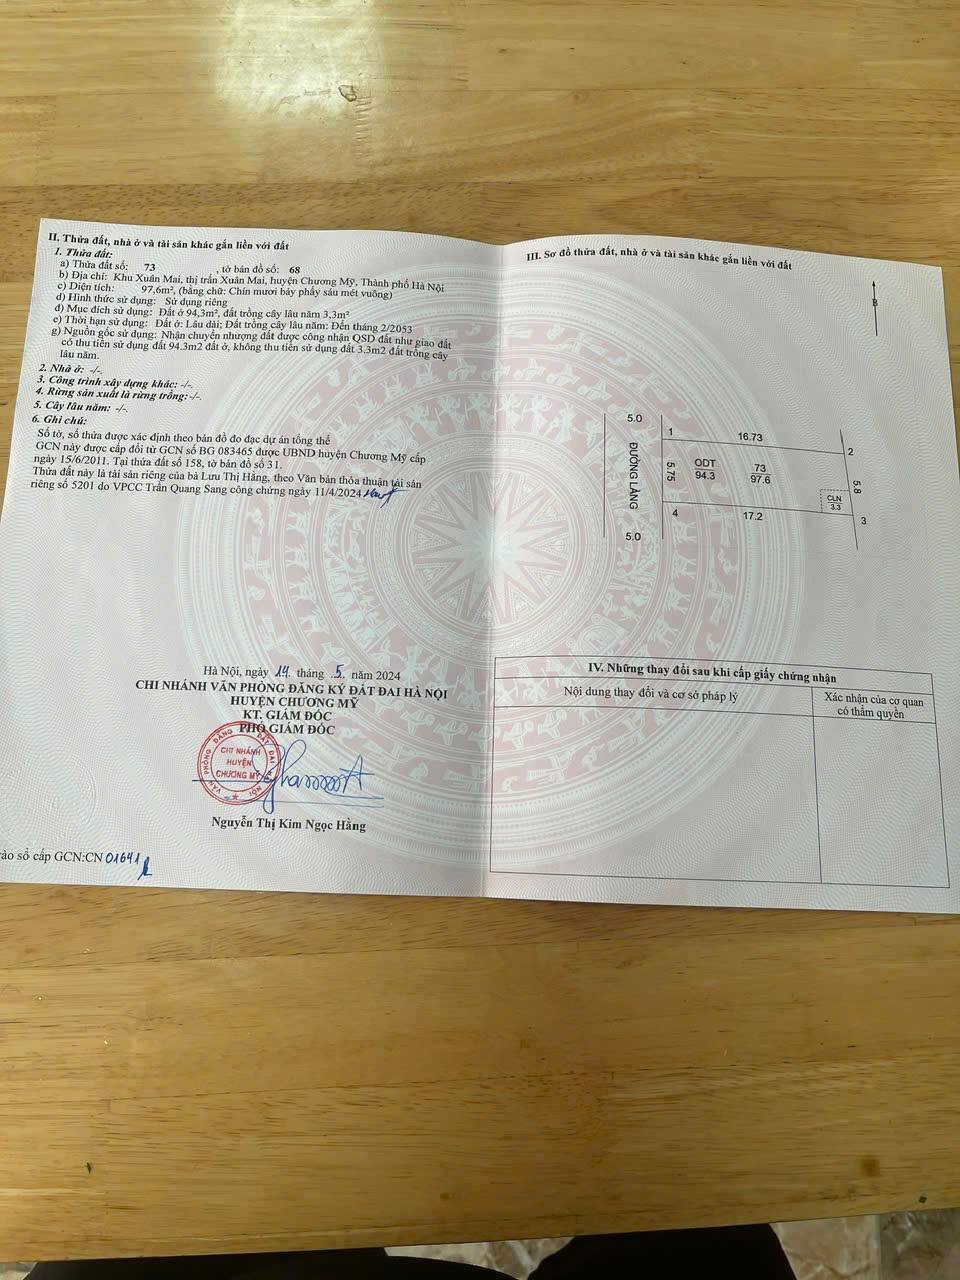 II. Thửa đất, nhà ở và tài sản khác gắn liền với đất
1. Thửa đất:
a) Thửa đất số: 73 , tờ bản đồ số: 68
b) Địa chỉ: Khu Xuân Mai, thị trấn Xuân Mai, huyện Chương Mỹ, Thành phố Hà Nội
c) Diện tích: 97,6m², (bằng chữ: Chín mươi bảy phẩy sáu mét vuông)
d) Hình thức sử dụng: Sử dụng riêng
đ) Mục đích sử dụng: Đất ở 94,3m², đất trồng cây lâu năm 3,3m²
e) Thời hạn sử dụng: Đất ở: Lâu dài; Đất trồng cây lâu năm: Đến tháng 2/2053
g) Nguồn gốc sử dụng: Nhận chuyển nhượng đất được công nhận QSD đất như giao đất
có thu tiền sử dụng đất 94.3m2 đất ở, không thu tiền sử dụng đất 3.3m2 đất trồng cây
lâu năm.
2. Nhà ở: -/-.
3. Công trình xây dựng khác: -/-.
4. Rừng sản xuất là rừng trồng: -/-.
5. Cây lâu năm: -/-.
6. Ghi chú:
Số tờ, số thửa được xác định theo bản đồ đo đạc dự án tổng thể
GCN này được cấp đổi từ GCN số BG 083465 được UBND huyện Chương Mỹ cấp
ngày 15/6/2011. Tại thửa đất số 158, tờ bản đồ số 31.
Thửa đất này là tài sản riêng của bà Lưu Thị Hằng, theo Văn bản thỏa thuận tài sản
riêng số 5201 do VPCC Trần Quang Sang công chứng ngày 11/4/2024
Hà Nội, ngày 14 tháng 5 năm 2024
CHI NHÁNH VĂN PHÒNG ĐĂNG KÝ ĐẤT ĐAI HÀ NỘI
HUYỆN CHƯƠNG MỸ
KT. GIÁM ĐỐC
PHÓ GIÁM ĐỐC
CHI NHÁNH
HUYỆN
CHƯƠNG MỸ
Nguyễn Thị Kim Ngọc Hằng
vào sổ cấp GCN:CN 01641
III. Sơ đồ thửa đất, nhà ở và tài sản khác gắn liền với đất
B
5.0
ĐƯỜNG LÀNG
5.0
1
16.73
2
5.75
ODT
94.3
73
97.6
5.8
CLN
3.3
4
17.2
3
IV. Những thay đổi sau khi cấp giấy chứng nhận
Nội dung thay đổi và cơ sở pháp lý
Xác nhận của cơ quan
có thẩm quyền